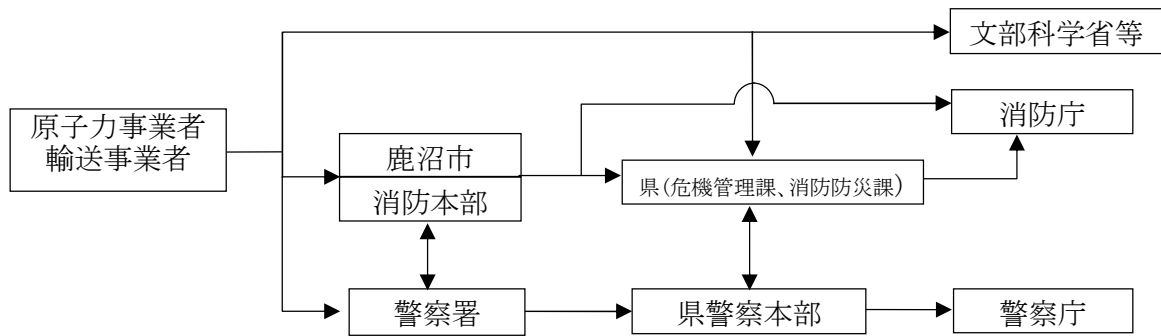 文部科学省等
消防庁
原子力事業者
輸送事業者
鹿沼市
消防本部
県(危機管理課、消防防災課)
警察署
県警察本部
警察庁